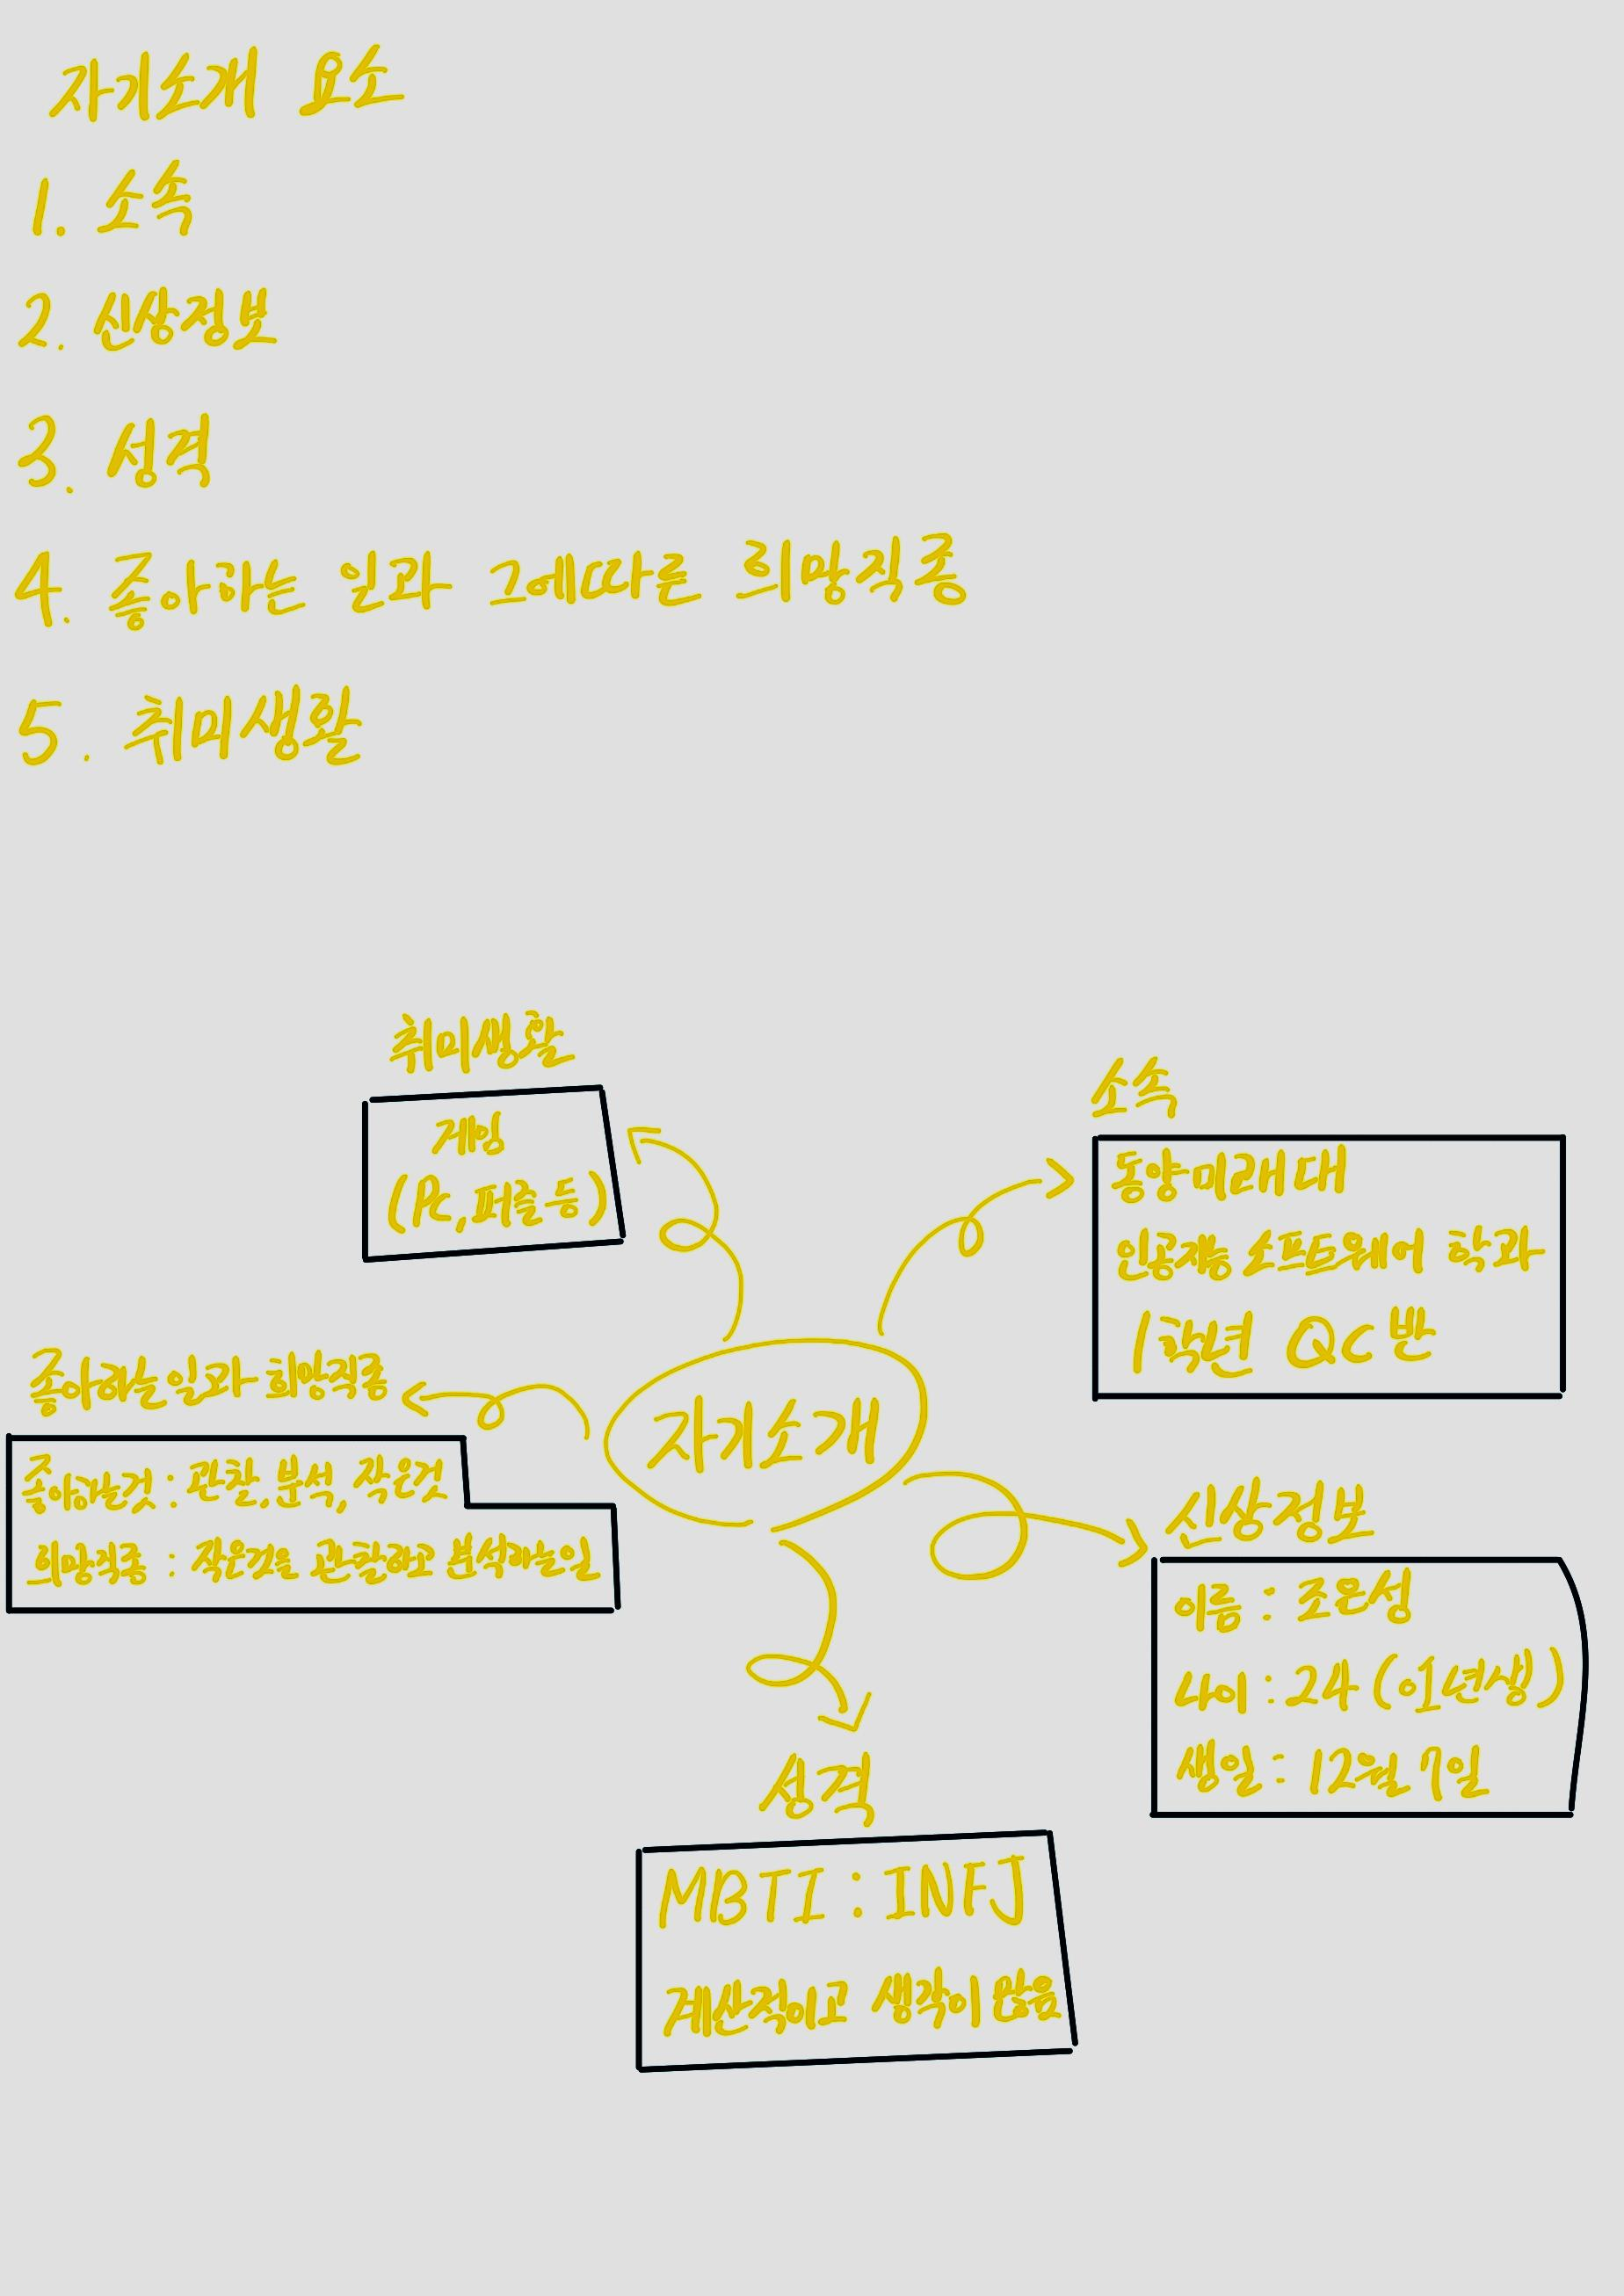 자기소개 요소
1. 소속
2. 신상정보
3. 성격
4. 좋아하는 일과 그에따른 희망직종
5. 취미생활
취미생활
게임
(PC, 퍼즐 등)
소속
동양미래대
인공지능 소프트웨어 학과
1학년 QC반
좋아하는일과 희망직종
좋아하는것 : 관찰, 분석, 작은것
희망직종 : 작은것을 관찰하고 분석하는일
자기소개
신상정보
이름 : 조은성
나이 : 24 (01년생)
생일 : 12월 7일
성격
MBTI : INFJ
계산적이고 생각이 많음